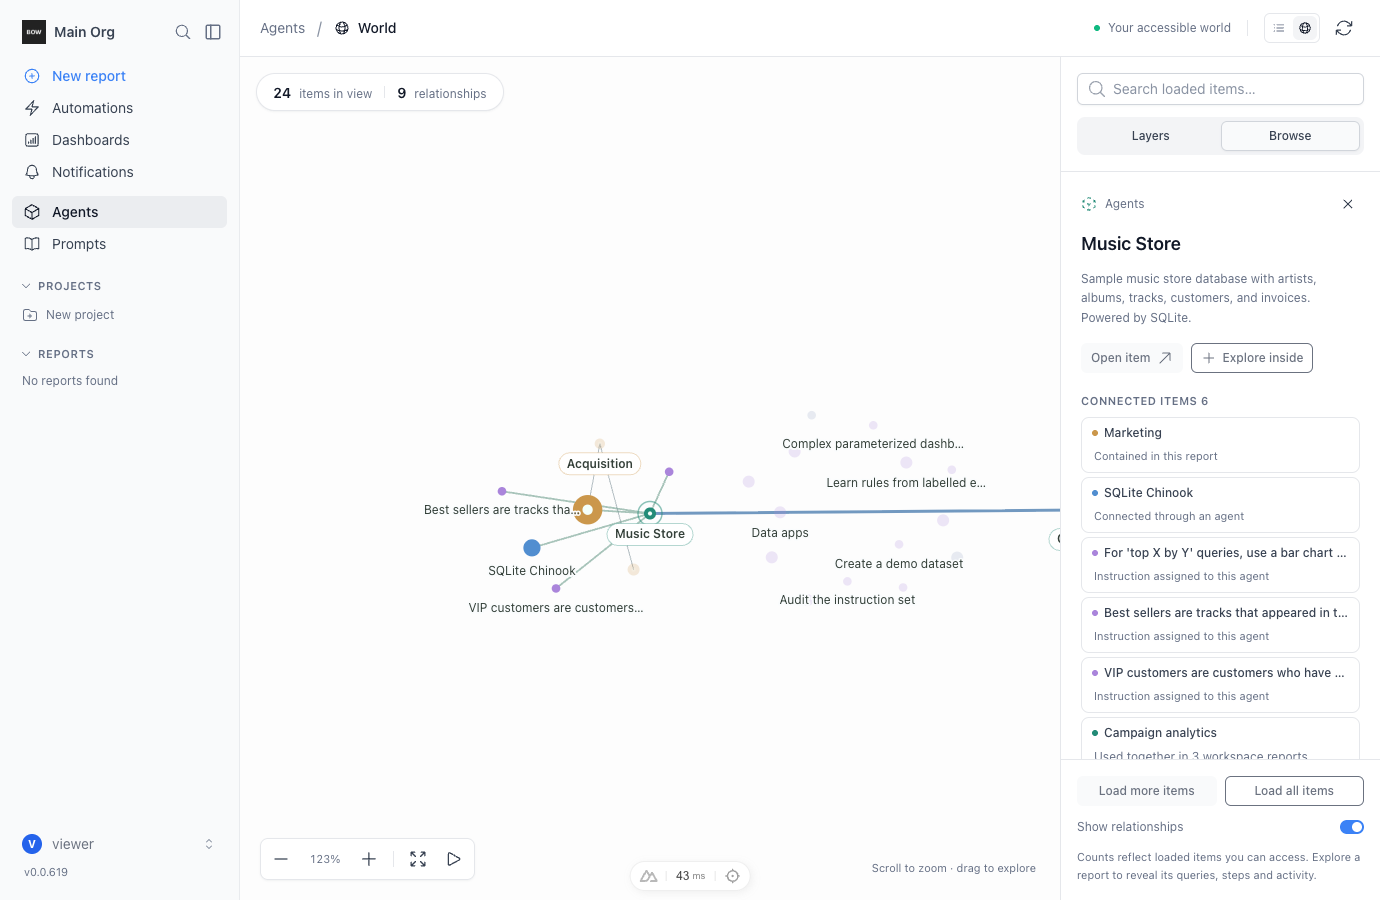 BOW Main Org
New report
Automations
Dashboards
Notifications
Agents
Prompts
PROJECTS
New project
REPORTS
No reports found
V viewer
v0.0.619
Agents / World
Your accessible world
24 items in view 9 relationships
Acquisition
Best sellers are tracks tha...
Music Store
SQLite Chinook
VIP customers are customers...
Complex parameterized dashb...
Learn rules from labelled e...
Data apps
Create a demo dataset
Audit the instruction set
123%
43 ms
Scroll to zoom · drag to explore
Search loaded items...
Layers Browse
Agents
Music Store
Sample music store database with artists,
albums, tracks, customers, and invoices.
Powered by SQLite.
Open item Explore inside
CONNECTED ITEMS 6
Marketing
Contained in this report
SQLite Chinook
Connected through an agent
For 'top X by Y' queries, use a bar chart ...
Instruction assigned to this agent
Best sellers are tracks that appeared in t...
Instruction assigned to this agent
VIP customers are customers who have ...
Instruction assigned to this agent
Campaign analytics
Used together in 3 workspace reports
Load more items Load all items
Show relationships
Counts reflect loaded items you can access. Explore a
report to reveal its queries, steps and activity.